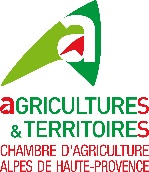 a
aGRICULTURES
& TERRITOIRES
CHAMBRE D'AGRICULTURE
ALPES DE HAUTE-PROVENCE